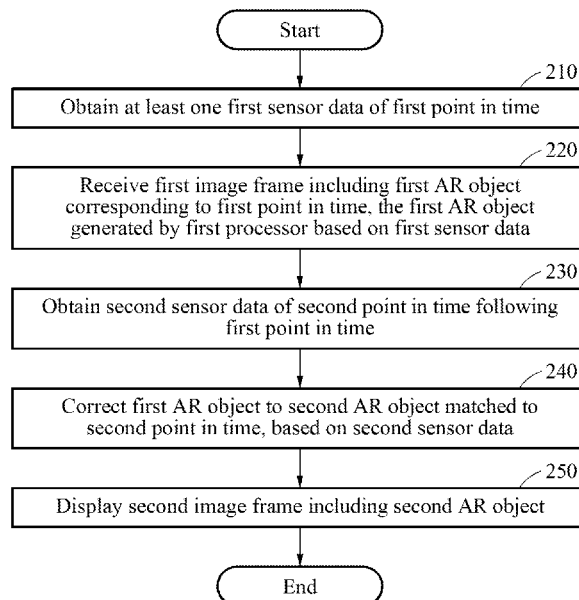 Start
210
Obtain at least one first sensor data of first point in time
220
Receive first image frame including first AR object
corresponding to first point in time, the first AR object
generated by first processor based on first sensor data
230
Obtain second sensor data of second point in time following
first point in time
240
Correct first AR object to second AR object matched to
second point in time, based on second sensor data
250
Display second image frame including second AR object
End